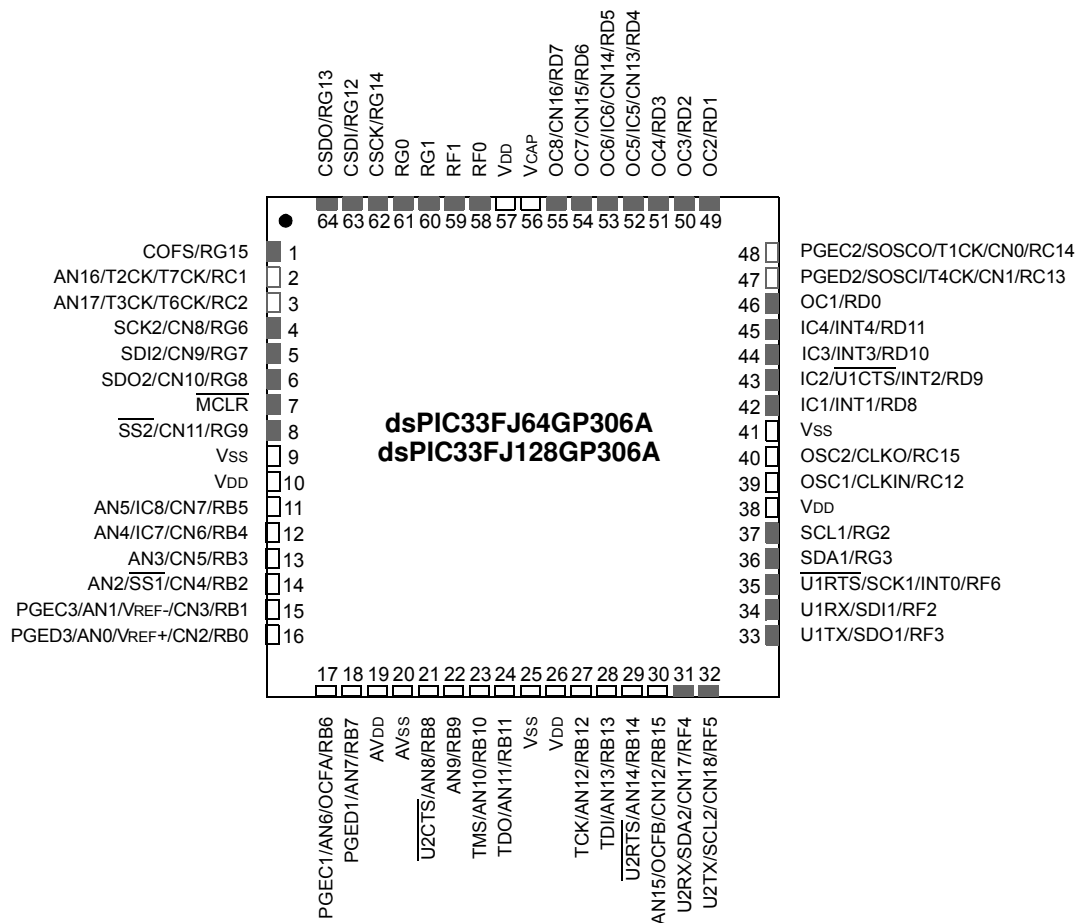 CSDO/RG13
CSDI/RG12
CSCK/RG14
RG0
RG1
RF1
RF0
VDD
VCAP
OC8/CN16/RD7
OC7/CN15/RD6
OC6/IC6/CN14/RD5
OC5/IC5/CN13/RD4
OC4/RD3
OC3/RD2
OC2/RD1
64 63 62 61 60 59 58 57 56 55 54 53 52 51 50 49
COFS/RG15 1
AN16/T2CK/T7CK/RC1 2
AN17/T3CK/T6CK/RC2 3
SCK2/CN8/RG6 4
SDI2/CN9/RG7 5
SDO2/CN10/RG8 6
MCLR 7
SS2/CN11/RG9 8
VSS 9
VDD 10
AN5/IC8/CN7/RB5 11
AN4/IC7/CN6/RB4 12
AN3/CN5/RB3 13
AN2/SS1/CN4/RB2 14
PGEC3/AN1/VREF-/CN3/RB1 15
PGED3/AN0/VREF+/CN2/RB0 16
dsPIC33FJ64GP306A
dsPIC33FJ128GP306A
48 PGEC2/SOSCO/T1CK/CN0/RC14
47 PGED2/SOSCI/T4CK/CN1/RC13
46 OC1/RD0
45 IC4/INT4/RD11
44 IC3/INT3/RD10
43 IC2/U1CTS/INT2/RD9
42 IC1/INT1/RD8
41 VSS
40 OSC2/CLKO/RC15
39 OSC1/CLKIN/RC12
38 VDD
37 SCL1/RG2
36 SDA1/RG3
35 U1RTS/SCK1/INT0/RF6
34 U1RX/SDI1/RF2
33 U1TX/SDO1/RF3
17 18 19 20 21 22 23 24 25 26 27 28 29 30 31 32
PGEC1/AN6/OCFA/RB6
PGED1/AN7/RB7
AVDD
AVSS
U2CTS/AN8/RB8
AN9/RB9
TMS/AN10/RB10
TDO/AN11/RB11
VSS
VDD
TCK/AN12/RB12
TDI/AN13/RB13
U2RTS/AN14/RB14
AN15/OCFB/CN12/RB15
U2RX/SDA2/CN17/RF4
U2TX/SCL2/CN18/RF5